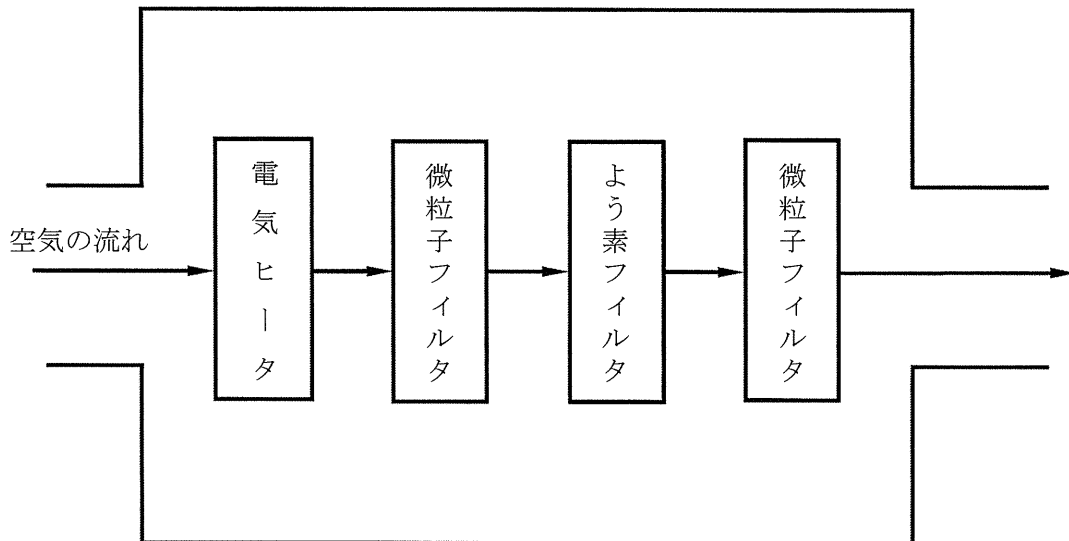 空気の流れ
電気ヒータ
微粒子フィルタ
よう素フィルタ
微粒子フィルタ